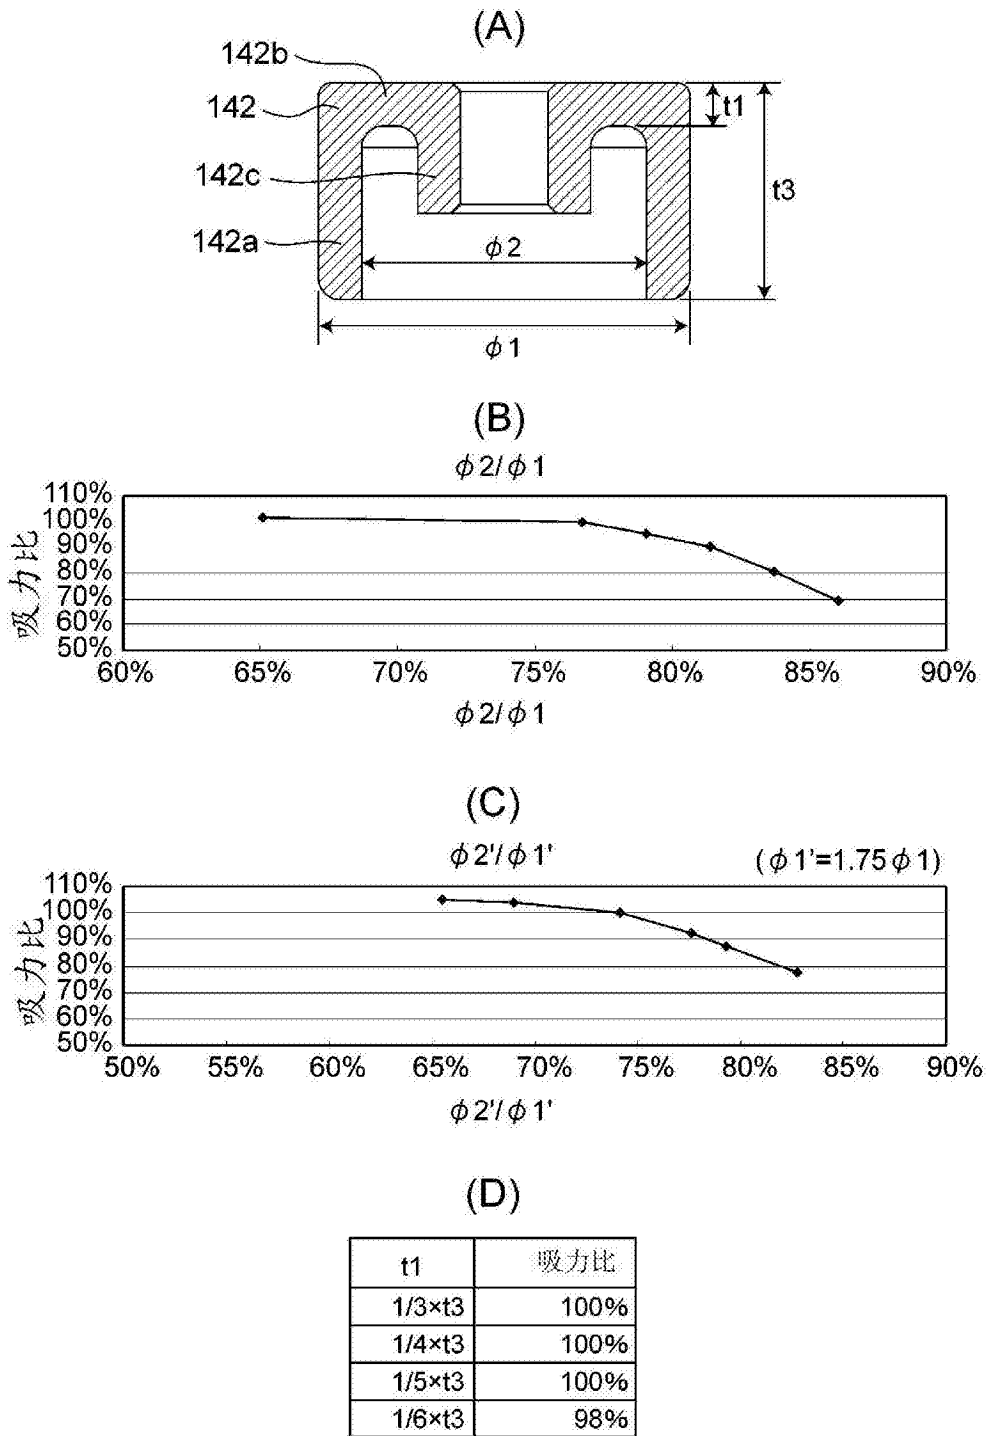 (A)
142b
142
142c
142a
t1
t3
ϕ2
ϕ1
(B)
ϕ2/ϕ1
110%
100%
90%
80%
70%
60%
50%
吸力比
60% 65% 70% 75% 80% 85% 90%
ϕ2/ϕ1
(C)
ϕ2'/ϕ1' (ϕ1'=1.75ϕ1)
110%
100%
90%
80%
70%
60%
50%
吸力比
50% 55% 60% 65% 70% 75% 80% 85% 90%
ϕ2'/ϕ1'
(D)
t1 吸力比
1/3×t3 100%
1/4×t3 100%
1/5×t3 100%
1/6×t3 98%